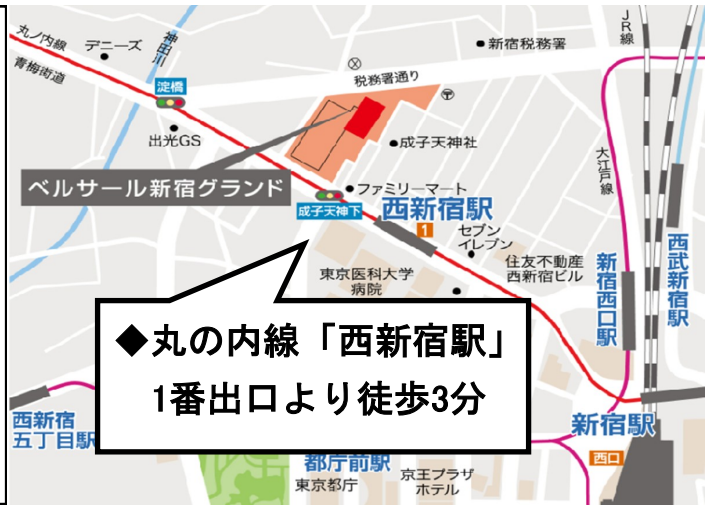 丸ノ内線
デニーズ
神田川
青梅街道
淀橋
出光GS
新宿税務署
JR線
税務署通り
成子天神社
ベルサール新宿グランド
ファミリーマート
成子天神下
西新宿駅
1
セブン
イレブン
大江戸線
東京医科大学
病院
住友不動産
西新宿ビル
新宿西口駅
西武新宿駅
◆丸の内線「西新宿駅」
1番出口より徒歩3分
西新宿
五丁目駅
新宿駅
西口
都庁前駅
東京都庁
京王プラザ
ホテル